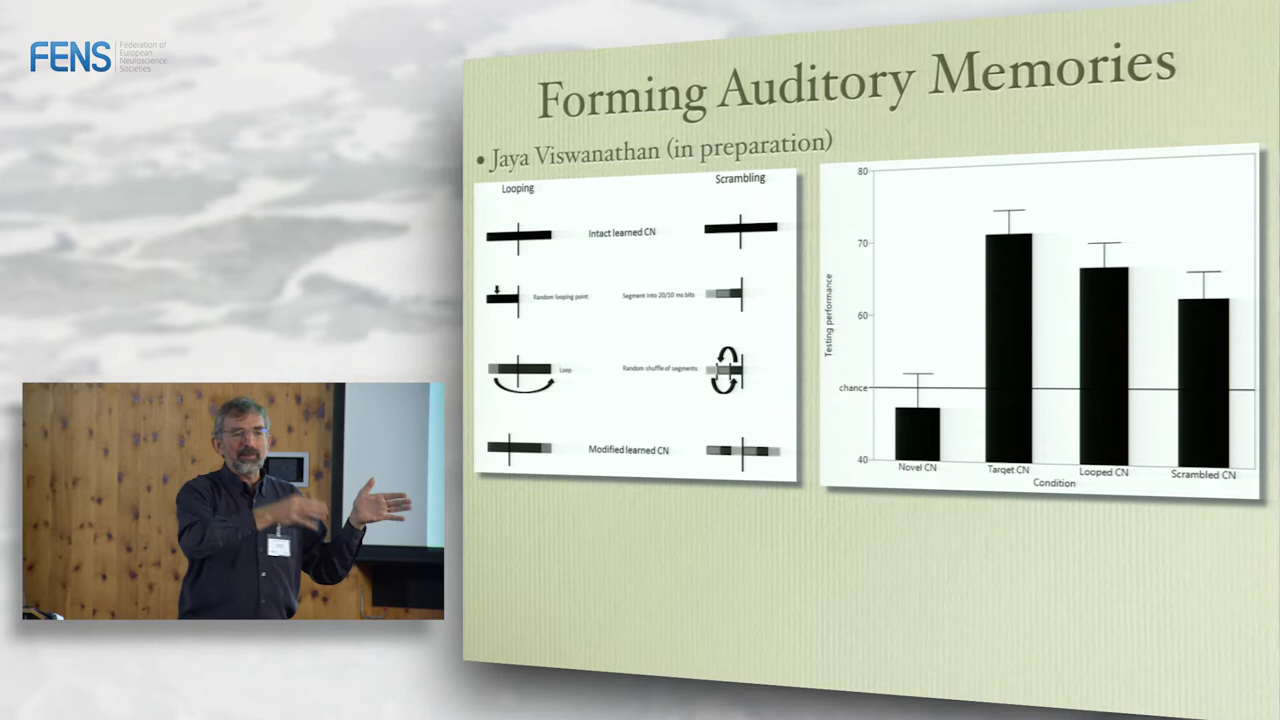 FENS
Federation of
European
Neuroscience
Societies
Forming Auditory Memories
• Jaya Viswanathan (in preparation)
Looping
Scrambling
Intact learned CN
Random looping point
Segment into 20/10 ms bits
Loop
Random shuffle of segments
Modified learned CN
80
70
60
chance
40
Testing performance
Novel CN
Target CN
Looped CN
Scrambled CN
Condition